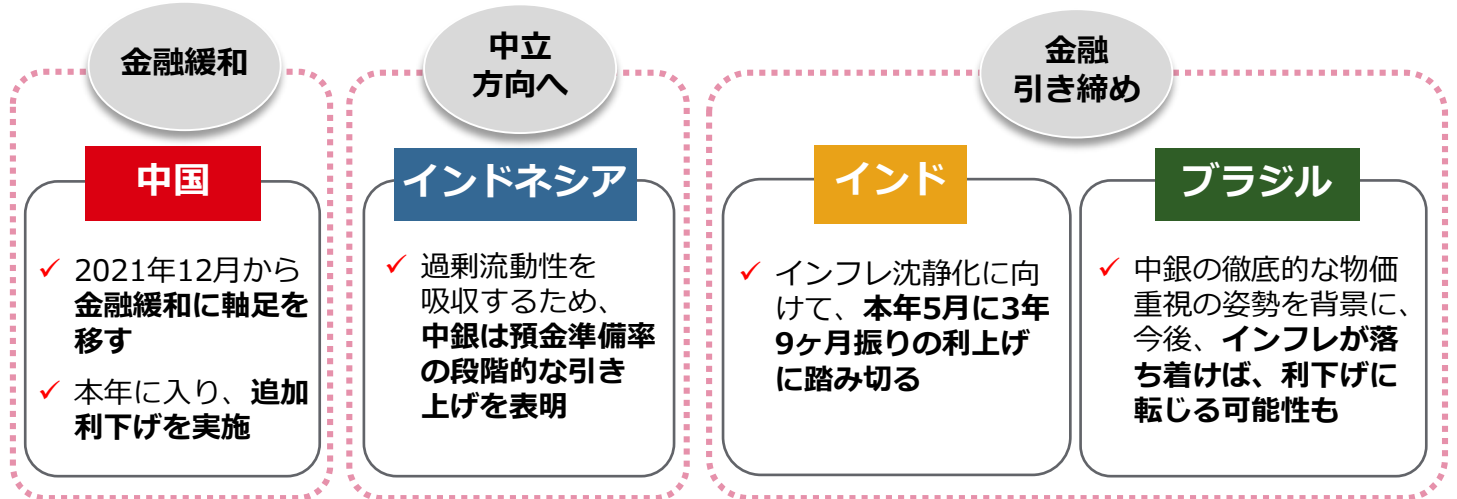 金融緩和
中国
✓ 2021年12月から
金融緩和に軸足を
移す
✓ 本年に入り、追加
利下げを実施
中立
方向へ
インドネシア
✓ 過剰流動性を
吸収するため、
中銀は預金準備率
の段階的な引き
上げを表明
金融
引き締め
インド
✓ インフレ沈静化に向
けて、本年5月に3年
9ヶ月振りの利上げ
に踏み切る
ブラジル
✓ 中銀の徹底的な物価
重視の姿勢を背景に、
今後、インフレが落
ち着けば、利下げに
転じる可能性も